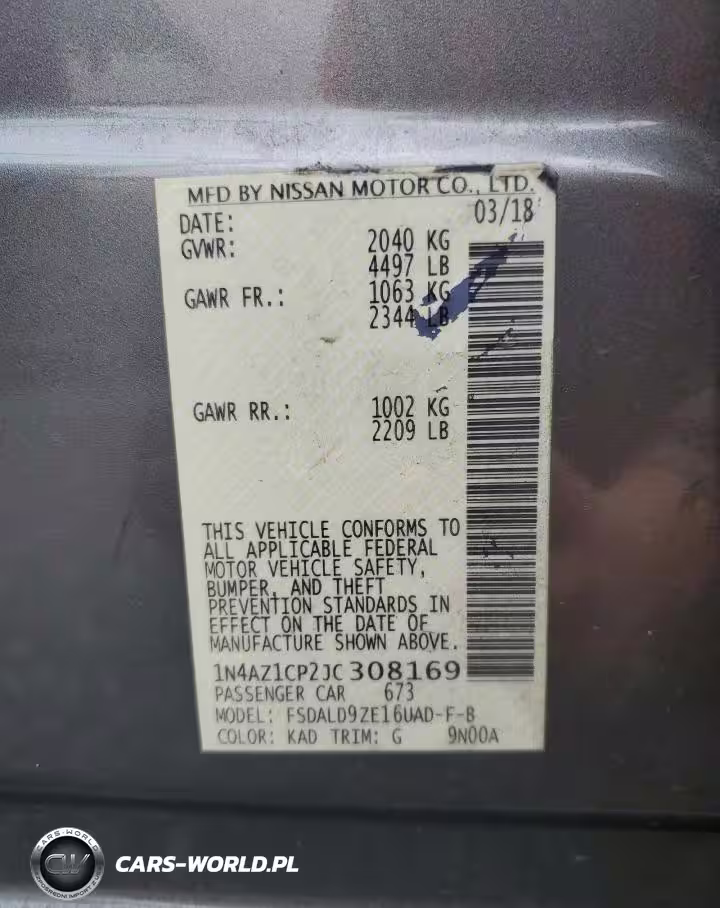 MFD BY NISSAN MOTOR CO., LTD.
DATE: 03/18
GVWR: 2040 KG
4497 LB
GAWR FR.: 1063 KG
2344 LB
GAWR RR.: 1002 KG
2209 LB
THIS VEHICLE CONFORMS TO
ALL APPLICABLE FEDERAL
MOTOR VEHICLE SAFETY,
BUMPER, AND THEFT
PREVENTION STANDARDS IN
EFFECT ON THE DATE OF
MANUFACTURE SHOWN ABOVE.
1N4AZ1CP2JC308169
PASSENGER CAR 673
MODEL: FSDALD9ZE16UAD-F-B
COLOR: KAD TRIM: G 9N00A
CARS-WORLD
CW
CARS-WORLD.PL